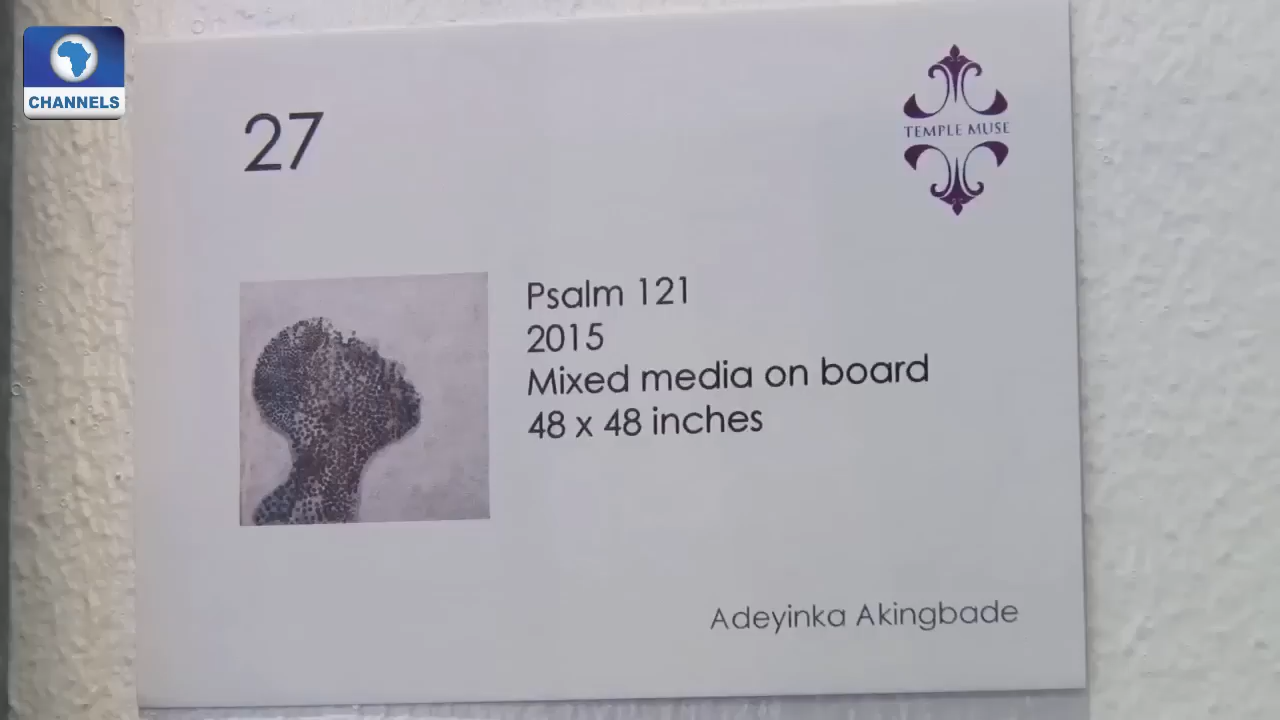 CHANNELS
27
TEMPLE MUSE
Psalm 121
2015
Mixed media on board
48 x 48 inches
Adeyinka Akingbade